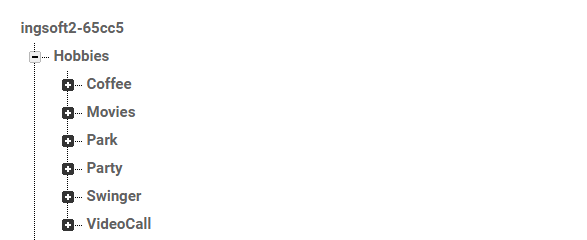 ingsoft2-65cc5
Hobbies
Coffee
Movies
Park
Party
Swinger
VideoCall